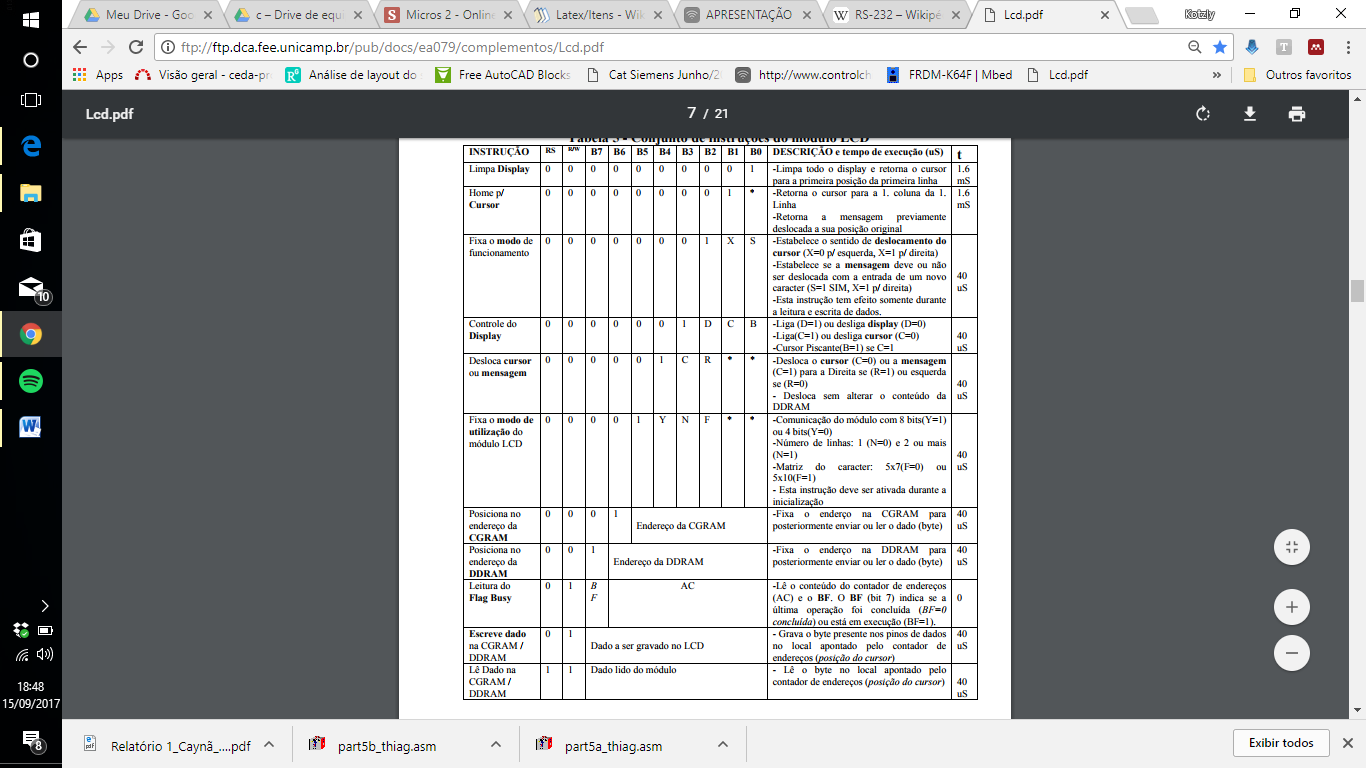 Meu Drive - Goo
c – Drive de equi
Micros 2 - Online
Latex/Itens - Wik
APRESENTAÇÃO
RS-232 – Wikipé
Lcd.pdf
Kotzly
ftp://ftp.dca.fee.unicamp.br/pub/docs/ea079/complementos/Lcd.pdf
Apps
Visão geral - ceda-pr
Análise de layout do
Free AutoCAD Blocks
Cat Siemens Junho/2
http://www.controlch
FRDM-K64F | Mbed
Lcd.pdf
»
Outros favoritos
Lcd.pdf
7 / 21
Tabela 3 - Conjunto de instruções do módulo LCD
INSTRUÇÃO RS R/W B7 B6 B5 B4 B3 B2 B1 B0 DESCRIÇÃO e tempo de execução (uS) t
Limpa Display 0 0 0 0 0 0 0 0 0 1 -Limpa todo o display e retorna o cursor 1.6
para a primeira posição da primeira linha mS
Home p/ 0 0 0 0 0 0 0 0 1 * -Retorna o cursor para a 1. coluna da 1. 1.6
Cursor Linha mS
-Retorna a mensagem previamente
deslocada a sua posição original
Fixa o modo de 0 0 0 0 0 0 0 1 X S -Estabelece o sentido de deslocamento do
funcionamento cursor (X=0 p/ esquerda, X=1 p/ direita)
-Estabelece se a mensagem deve ou não
ser deslocada com a entrada de um novo 40
caracter (S=1 SIM, X=1 p/ direita) uS
-Esta instrução tem efeito somente durante
a leitura e escrita de dados.
Controle do 0 0 0 0 0 0 1 D C B -Liga (D=1) ou desliga display (D=0)
Display -Liga(C=1) ou desliga cursor (C=0) 40
-Cursor Piscante(B=1) se C=1 uS
Desloca cursor 0 0 0 0 0 1 C R * * -Desloca o cursor (C=0) ou a mensagem
ou mensagem (C=1) para a Direita se (R=1) ou esquerda
se (R=0) 40
- Desloca sem alterar o conteúdo da uS
DDRAM
Fixa o modo de 0 0 0 0 1 Y N F * * -Comunicação do módulo com 8 bits(Y=1)
utilização do ou 4 bits(Y=0)
módulo LCD -Número de linhas: 1 (N=0) e 2 ou mais
(N=1) 40
-Matriz do caracter: 5x7(F=0) ou uS
5x10(F=1)
- Esta instrução deve ser ativada durante a
inicialização
Posiciona no 0 0 0 1 -Fixa o enderço na CGRAM para 40
endereço da Endereço da CGRAM posteriormente enviar ou ler o dado (byte) uS
CGRAM
Posiciona no 0 0 1 -Fixa o enderço na DDRAM para 40
endereço da Endereço da DDRAM posteriormente enviar ou ler o dado (byte) uS
DDRAM
Leitura do 0 1 B AC -Lê o conteúdo do contador de endereços
Flag Busy F (AC) e o BF. O BF (bit 7) indica se a 0
última operação foi concluída (BF=0
concluída) ou está em execução (BF=1).
Escreve dado 0 1 - Grava o byte presente nos pinos de dados 40
na CGRAM / Dado a ser gravado no LCD no local apontado pelo contador de uS
DDRAM endereços (posição do cursor)
Lê Dado na 1 1 Dado lido do módulo - Lê o byte no local apontado pelo
CGRAM / contador de endereços (posição do cursor) 40
DDRAM uS
10
18:48
15/09/2017
8
Relatório 1_Caynã_....pdf
part5b_thiag.asm
part5a_thiag.asm
Exibir todos